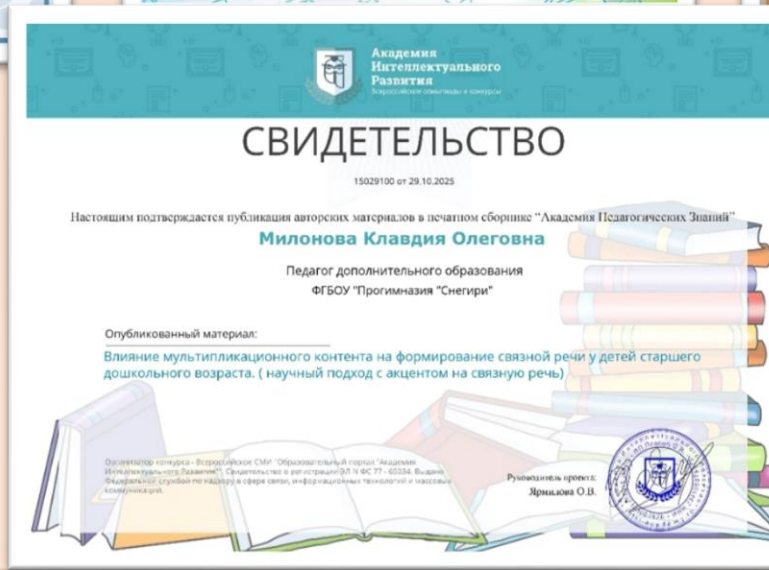 Академия
Интеллектуального
Развития
Всероссийские олимпиады и конкурсы
СВИДЕТЕЛЬСТВО
15029100 от 29.10.2025
Настоящим подтверждается публикация авторских материалов в печатном сборнике “Академия Педагогических Знаний”
Милонова Клавдия Олеговна
Педагог дополнительного образования
ФГБОУ "Прогимназия "Снегири"
Опубликованный материал:
Влияние мультипликационного контента на формирование связной речи у детей старшего
дошкольного возраста. ( научный подход с акцентом на связную речь)
Организатор конкурса - Всероссийское СМИ "Образовательный портал "Академия
Интеллектуального Развития"". Свидетельство о регистрации ЭЛ N ФС 77 - 65334. Выдано
Федеральной службой по надзору в сфере связи, информационных технологий и массовых
коммуникаций.
Руководитель проекта:
Ярмилова О.В.